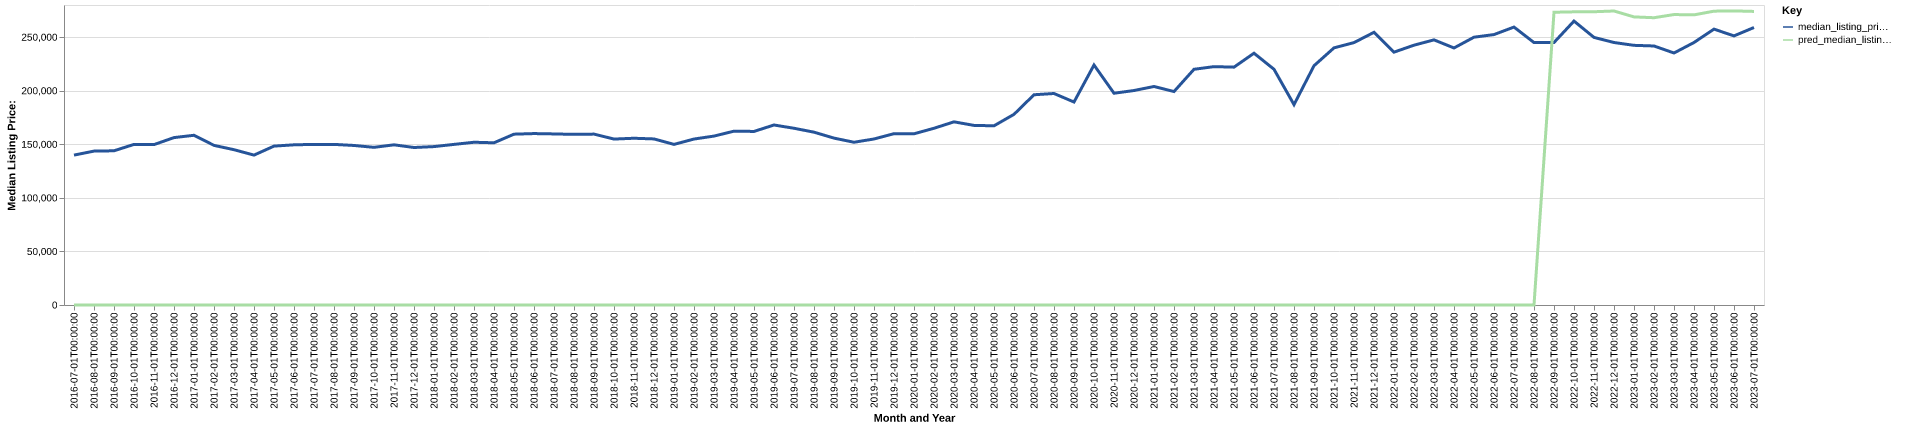 Key
median_listing_pri...
pred_median_listin...
Median Listing Price:
250,000
200,000
150,000
100,000
50,000
0
2016-07-01T00:00:00
2016-08-01T00:00:00
2016-09-01T00:00:00
2016-10-01T00:00:00
2016-11-01T00:00:00
2016-12-01T00:00:00
2017-01-01T00:00:00
2017-02-01T00:00:00
2017-03-01T00:00:00
2017-04-01T00:00:00
2017-05-01T00:00:00
2017-06-01T00:00:00
2017-07-01T00:00:00
2017-08-01T00:00:00
2017-09-01T00:00:00
2017-10-01T00:00:00
2017-11-01T00:00:00
2017-12-01T00:00:00
2018-01-01T00:00:00
2018-02-01T00:00:00
2018-03-01T00:00:00
2018-04-01T00:00:00
2018-05-01T00:00:00
2018-06-01T00:00:00
2018-07-01T00:00:00
2018-08-01T00:00:00
2018-09-01T00:00:00
2018-10-01T00:00:00
2018-11-01T00:00:00
2018-12-01T00:00:00
2019-01-01T00:00:00
2019-02-01T00:00:00
2019-03-01T00:00:00
2019-04-01T00:00:00
2019-05-01T00:00:00
2019-06-01T00:00:00
2019-07-01T00:00:00
2019-08-01T00:00:00
2019-09-01T00:00:00
2019-10-01T00:00:00
2019-11-01T00:00:00
2019-12-01T00:00:00
2020-01-01T00:00:00
2020-02-01T00:00:00
2020-03-01T00:00:00
2020-04-01T00:00:00
2020-05-01T00:00:00
2020-06-01T00:00:00
2020-07-01T00:00:00
2020-08-01T00:00:00
2020-09-01T00:00:00
2020-10-01T00:00:00
2020-11-01T00:00:00
2020-12-01T00:00:00
2021-01-01T00:00:00
2021-02-01T00:00:00
2021-03-01T00:00:00
2021-04-01T00:00:00
2021-05-01T00:00:00
2021-06-01T00:00:00
2021-07-01T00:00:00
2021-08-01T00:00:00
2021-09-01T00:00:00
2021-10-01T00:00:00
2021-11-01T00:00:00
2021-12-01T00:00:00
2022-01-01T00:00:00
2022-02-01T00:00:00
2022-03-01T00:00:00
2022-04-01T00:00:00
2022-05-01T00:00:00
2022-06-01T00:00:00
2022-07-01T00:00:00
2022-08-01T00:00:00
2022-09-01T00:00:00
2022-10-01T00:00:00
2022-11-01T00:00:00
2022-12-01T00:00:00
2023-01-01T00:00:00
2023-02-01T00:00:00
2023-03-01T00:00:00
2023-04-01T00:00:00
2023-05-01T00:00:00
2023-06-01T00:00:00
2023-07-01T00:00:00
Month and Year